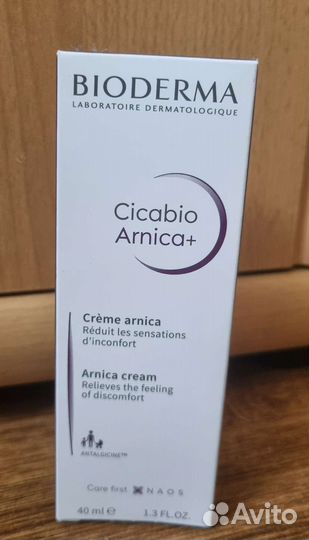 BIODERMA
LABORATOIRE DERMATOLOGIQUE
Cicabio
Arnica+
Crème arnica
Réduit les sensations
d'inconfort
Arnica cream
Relieves the feeling
of discomfort
ANTALGICINE™
Care first NAOS
40 ml ℮ 1.3 FL.OZ.
Avito